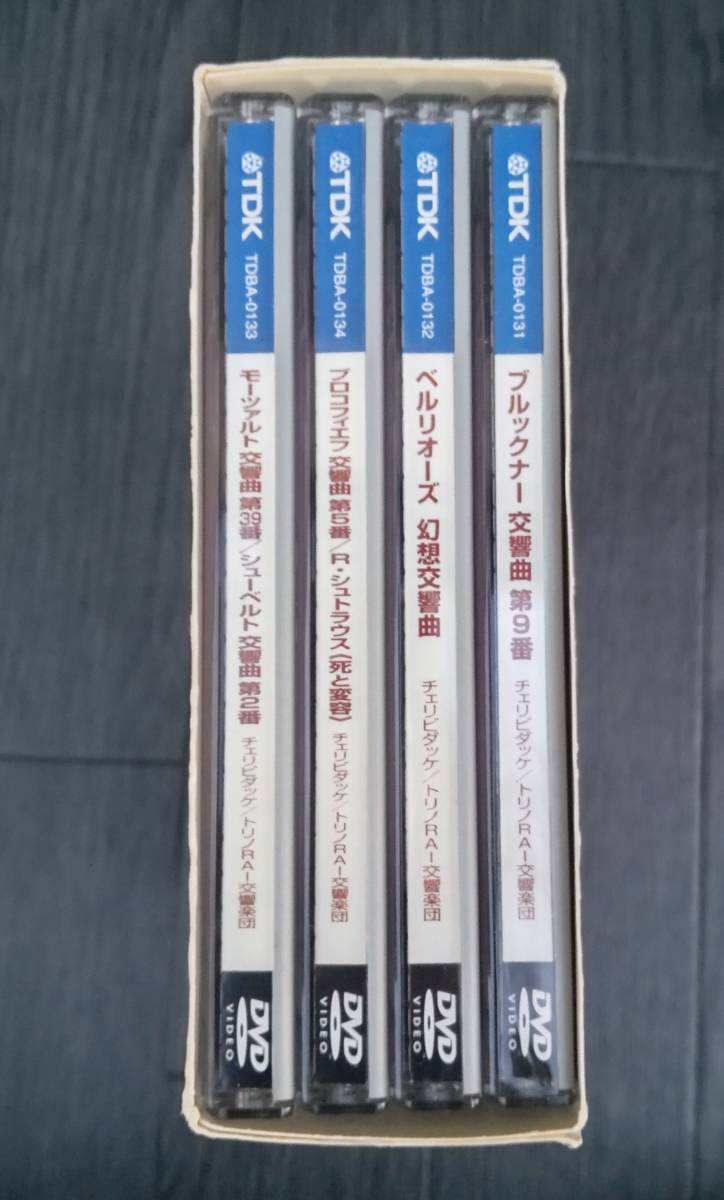 TDK
TDBA-0133
モーツァルト 交響曲 第39番/シューベルト 交響曲 第2番
チェリビダッケ/トリノRAI交響楽団
DVD
VIDEO
TDK
TDBA-0134
プロコフィエフ 交響曲 第5番/R・シュトラウス《死と変容》
チェリビダッケ/トリノRAI交響楽団
DVD
VIDEO
TDK
TDBA-0132
ベルリオーズ 幻想交響曲
チェリビダッケ/トリノRAI交響楽団
DVD
VIDEO
TDK
TDBA-0131
ブルックナー 交響曲 第9番
チェリビダッケ/トリノRAI交響楽団
DVD
VIDEO